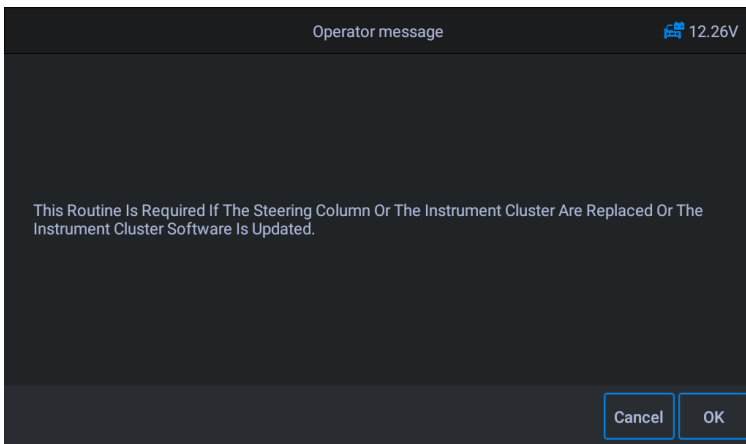 Operator message
12.26V
This Routine Is Required If The Steering Column Or The Instrument Cluster Are Replaced Or The
Instrument Cluster Software Is Updated.
Cancel
OK